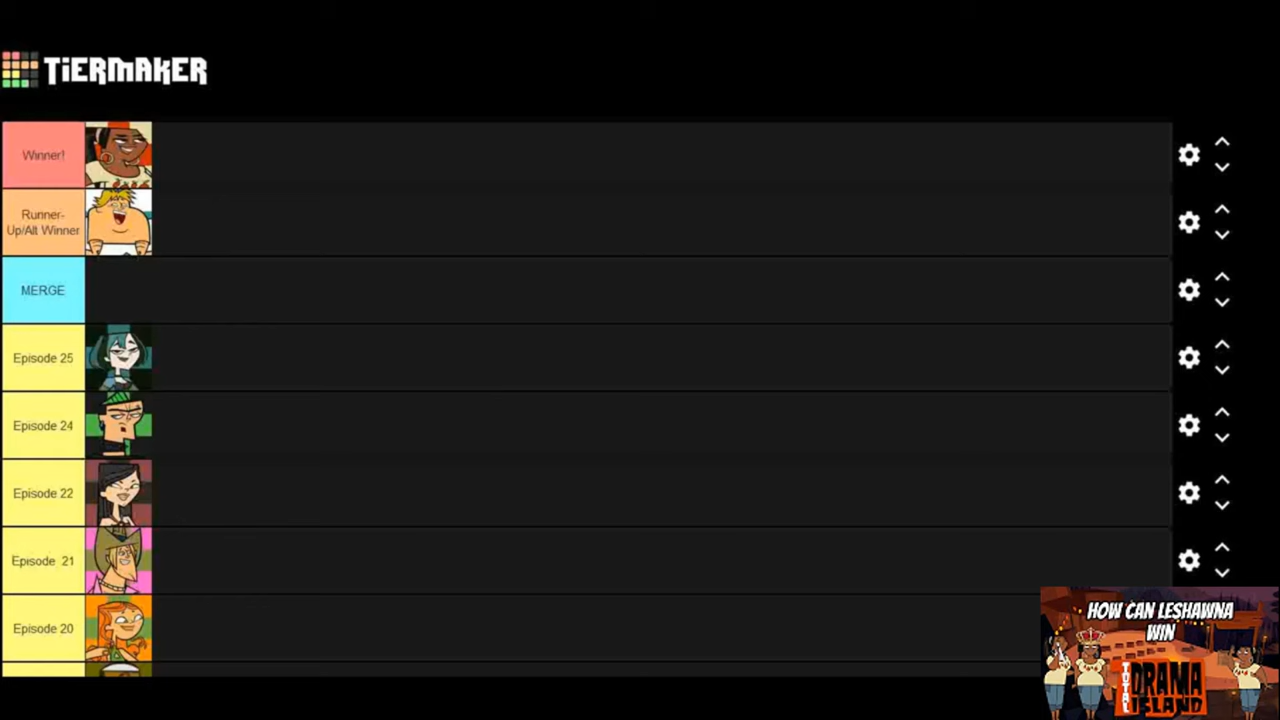 TiERMAKER
Winner!
Runner-
Up/Alt Winner
MERGE
Episode 25
Episode 24
Episode 22
Episode 21
Episode 20
HOW CAN LESHAWNA
WIN
TOTAL
DRAMA
ISLAND